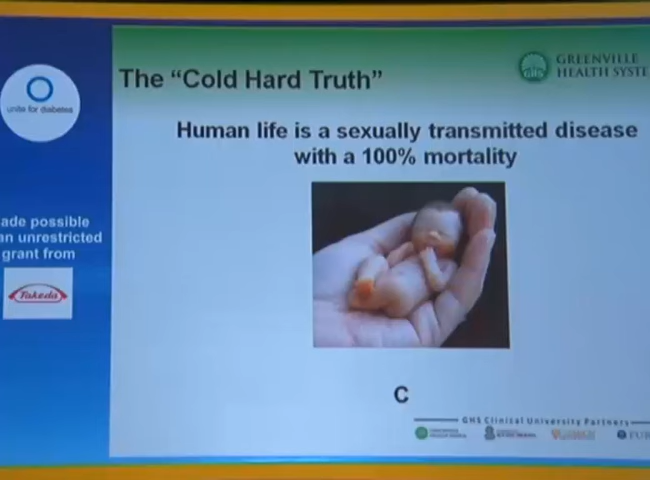 The “Cold Hard Truth”
GREENVILLE
HEALTH SYSTE
GHS
unite for diabetes
Human life is a sexually transmitted disease
with a 100% mortality
ade possible
an unrestricted
grant from
Takeda
C
GHS Clinical University Partners